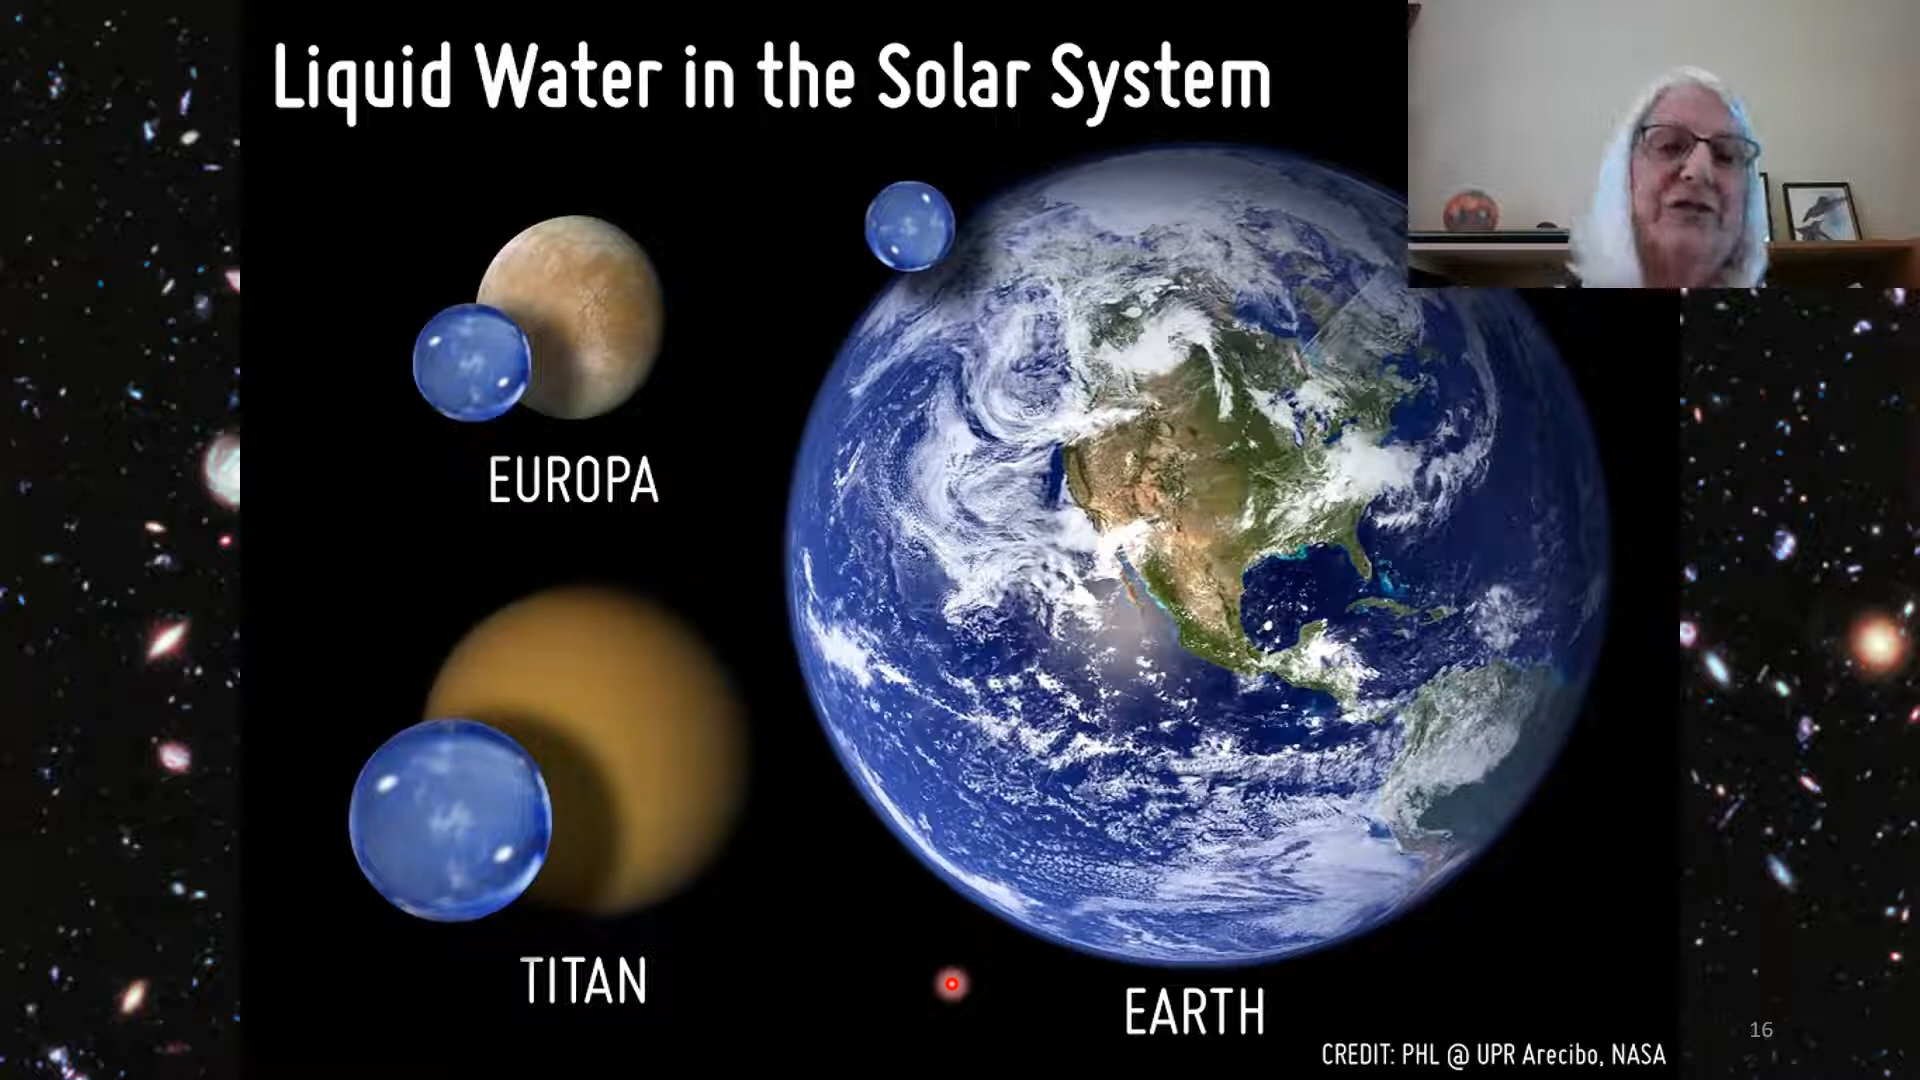 Liquid Water in the Solar System
EUROPA
TITAN
EARTH
CREDIT: PHL @ UPR Arecibo, NASA
16